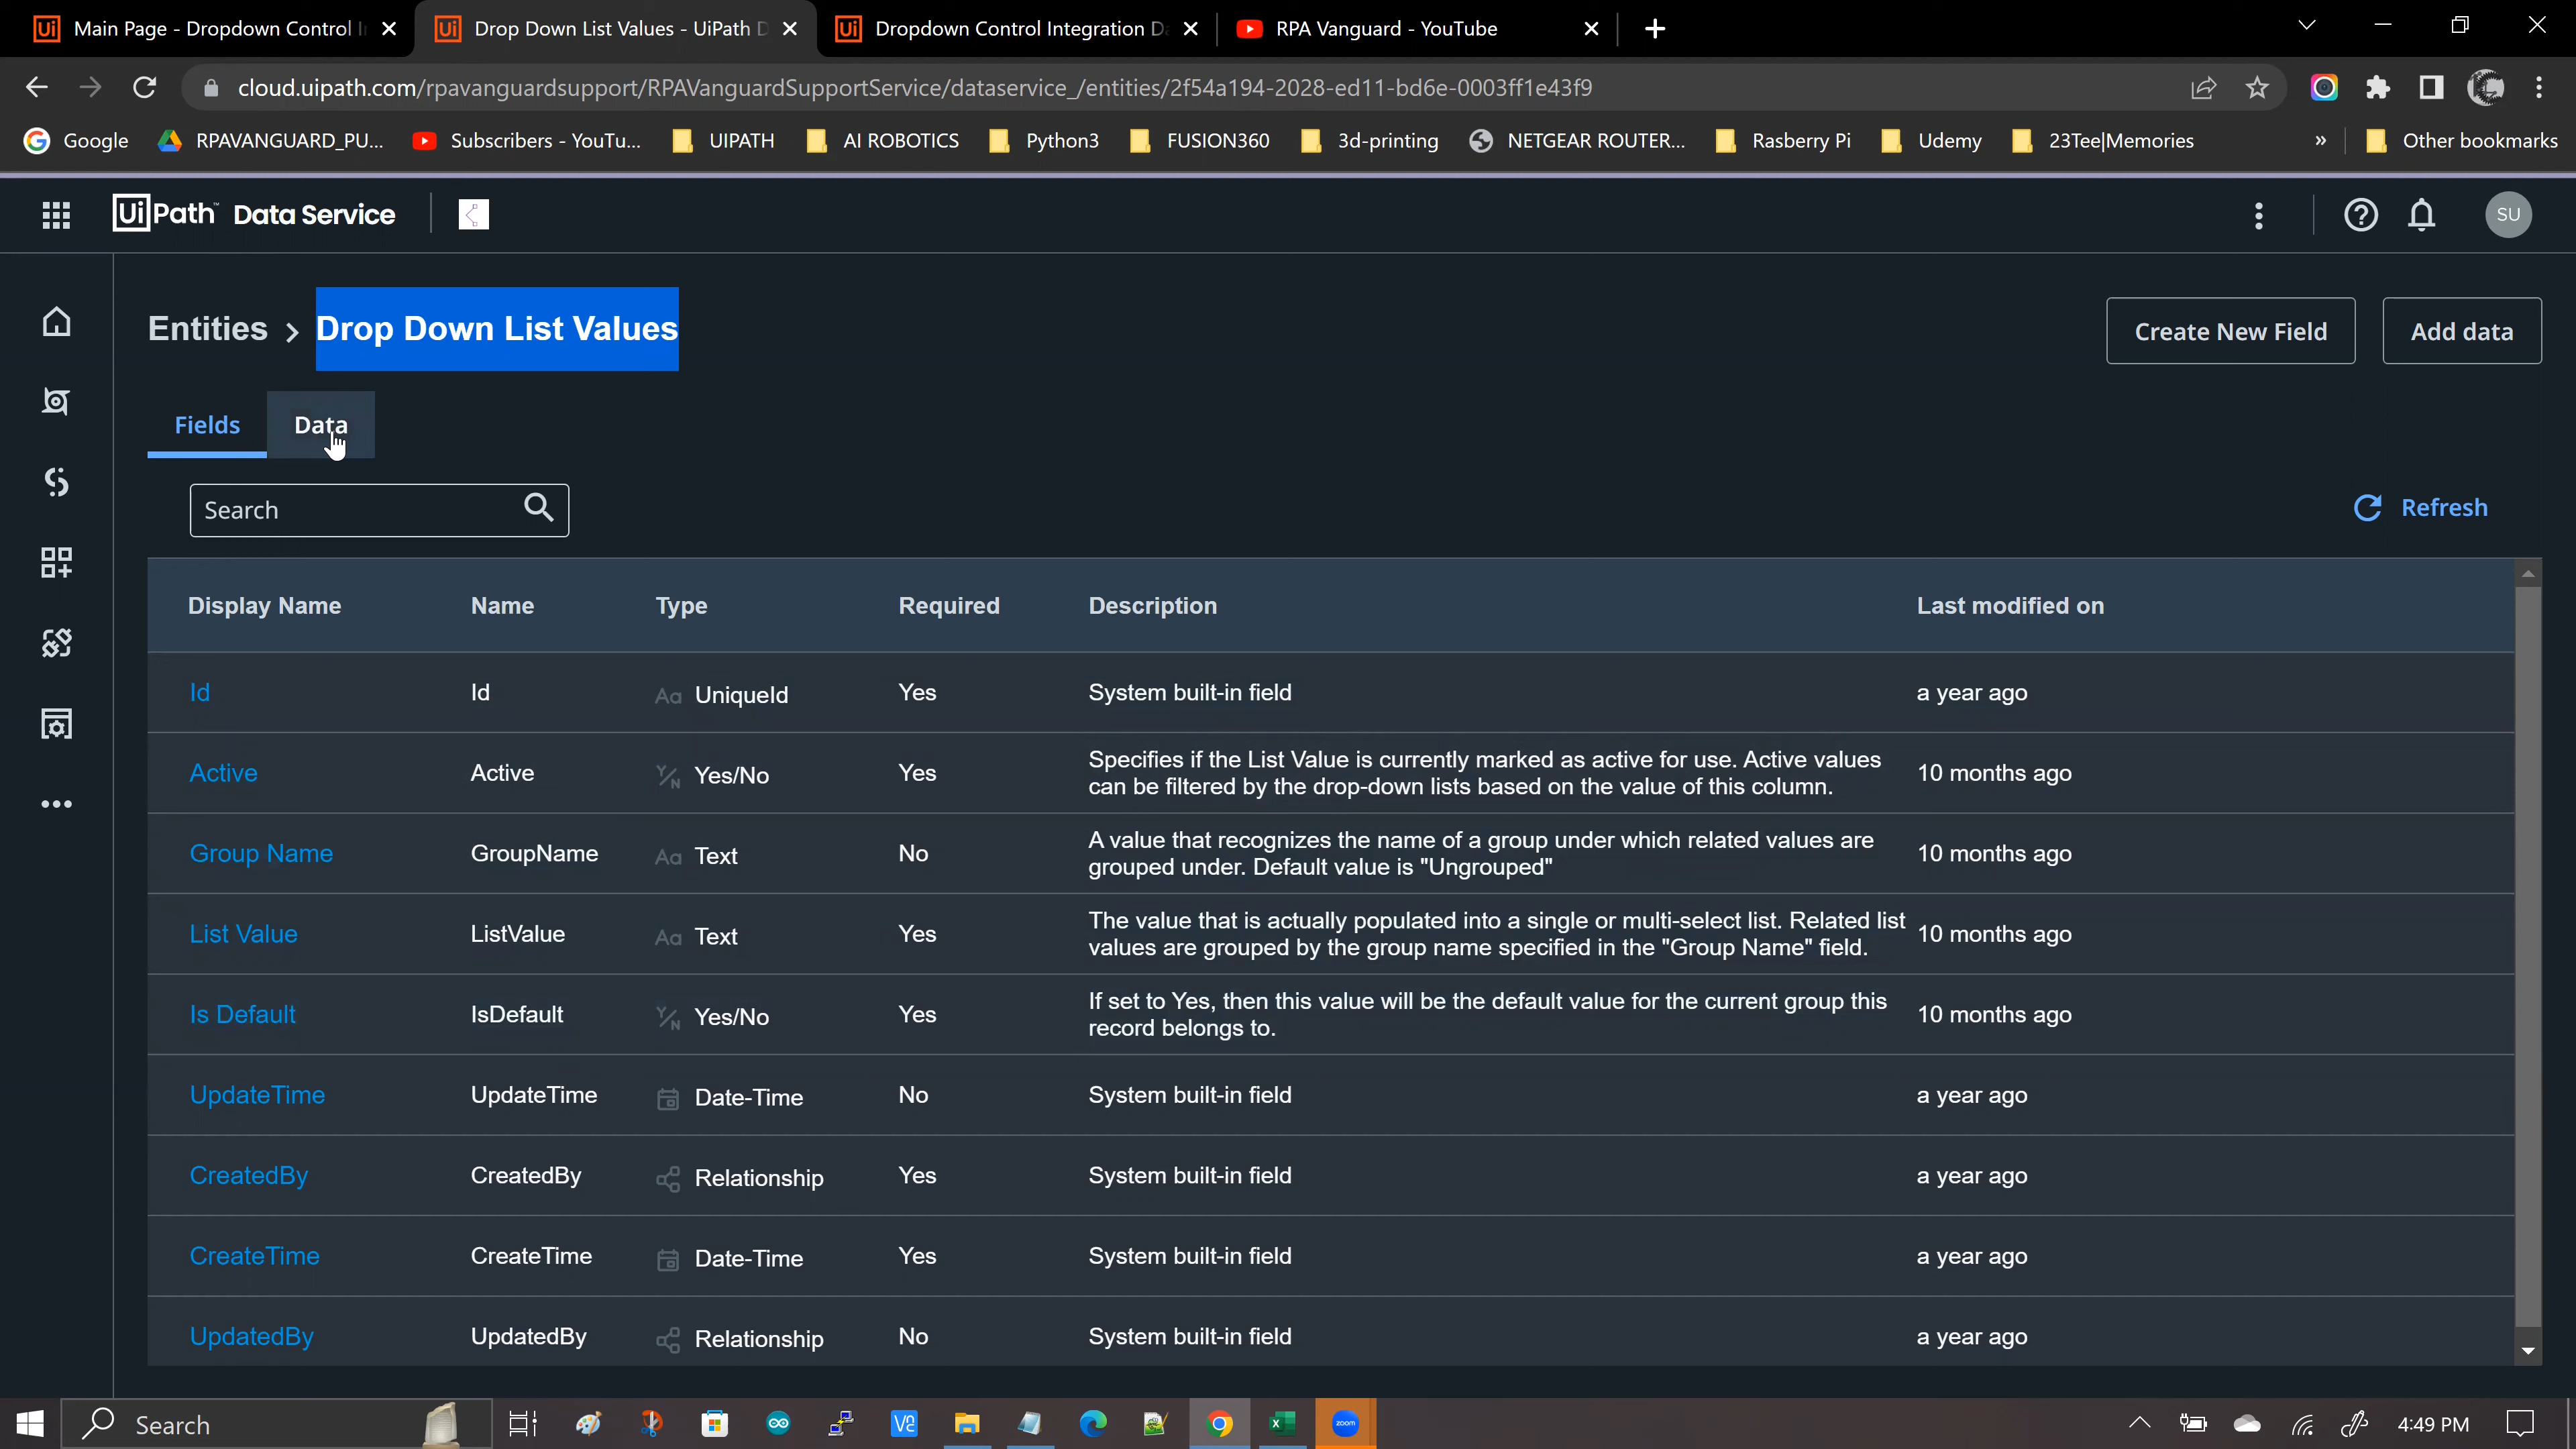 Main Page - Dropdown Control I
Drop Down List Values - UiPath D
Dropdown Control Integration Da
RPA Vanguard - YouTube
cloud.uipath.com/rpavanguardsupport/RPAVanguardSupportService/dataservice_/entities/2f54a194-2028-ed11-bd6e-0003ff1e43f9
Google
RPAVANGUARD_PU...
Subscribers - YouTu...
UIPATH
AI ROBOTICS
Python3
FUSION360
3d-printing
NETGEAR ROUTER...
Rasberry Pi
Udemy
23Tee|Memories
»
Other bookmarks
UiPath™ Data Service
SU
Entities > Drop Down List Values
Create New Field
Add data
Fields
Data
Search
Refresh
Display Name Name Type Required Description Last modified on
Id Id Aa UniqueId Yes System built-in field a year ago
Active Active Y/N Yes/No Yes Specifies if the List Value is currently marked as active for use. Active values
can be filtered by the drop-down lists based on the value of this column. 10 months ago
Group Name GroupName Aa Text No A value that recognizes the name of a group under which related values are
grouped under. Default value is "Ungrouped" 10 months ago
List Value ListValue Aa Text Yes The value that is actually populated into a single or multi-select list. Related list
values are grouped by the group name specified in the "Group Name" field. 10 months ago
Is Default IsDefault Y/N Yes/No Yes If set to Yes, then this value will be the default value for the current group this
record belongs to. 10 months ago
UpdateTime UpdateTime Date-Time No System built-in field a year ago
CreatedBy CreatedBy Relationship Yes System built-in field a year ago
CreateTime CreateTime Date-Time Yes System built-in field a year ago
UpdatedBy UpdatedBy Relationship No System built-in field a year ago
Search
zoom
4:49 PM